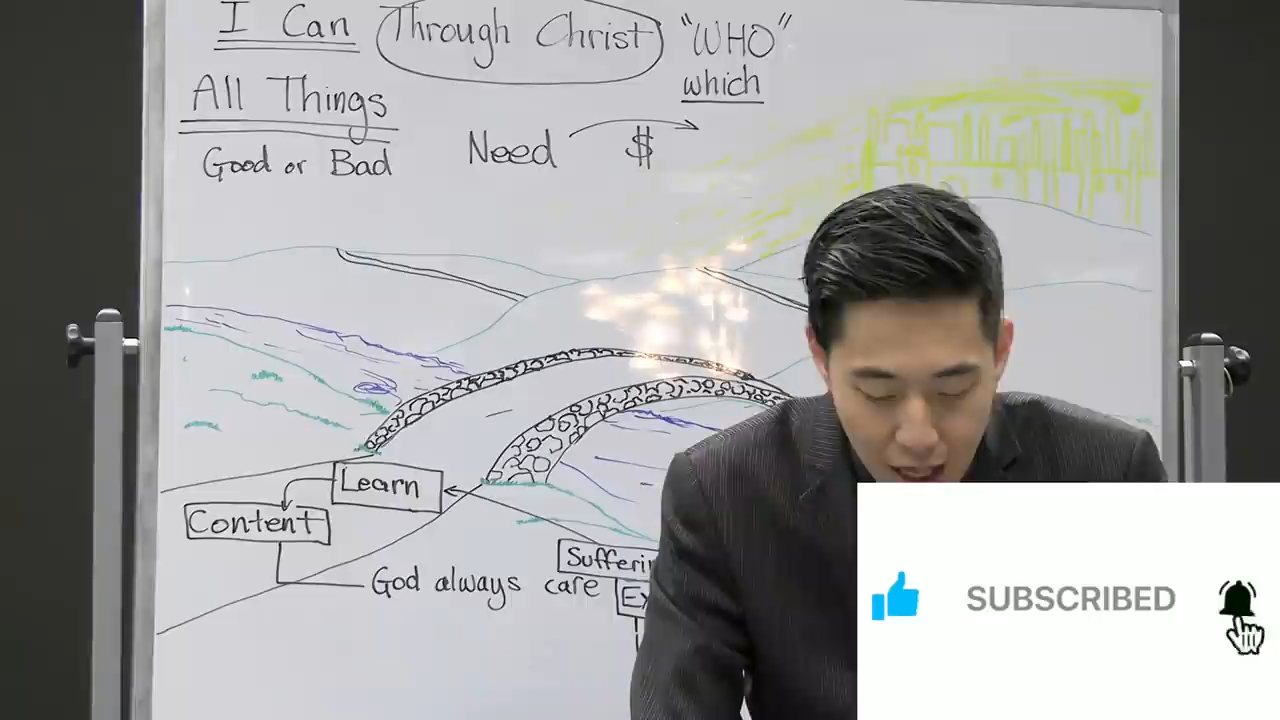 I Can Through Christ "WHO"
which
All Things
Good or Bad
Need $
Learn
Content
God always care
SUBSCRIBED